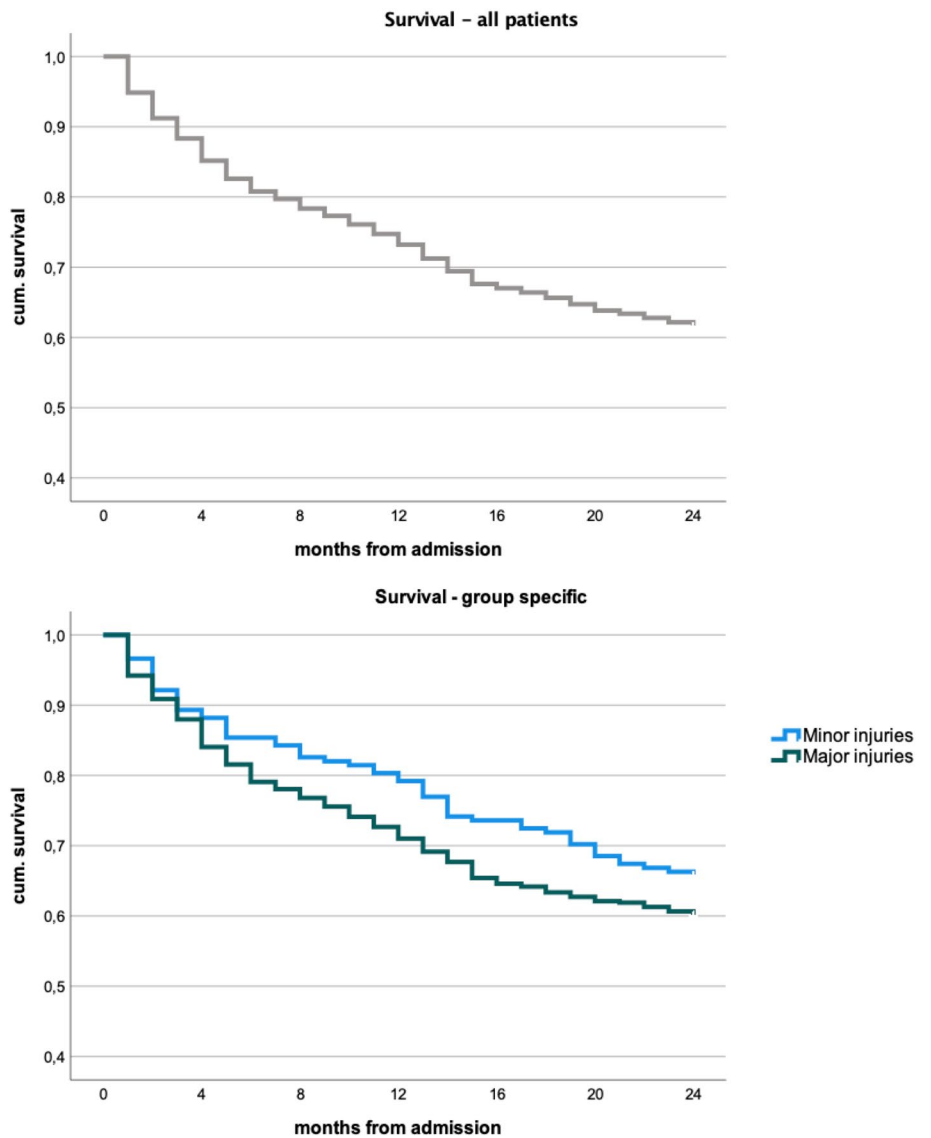 Survival – all patients
1,0
0,9
0,8
0,7
0,6
0,5
0,4
cum. survival
0 4 8 12 16 20 24
months from admission
Survival - group specific
1,0
0,9
0,8
0,7
0,6
0,5
0,4
cum. survival
0 4 8 12 16 20 24
months from admission
Minor injuries
Major injuries